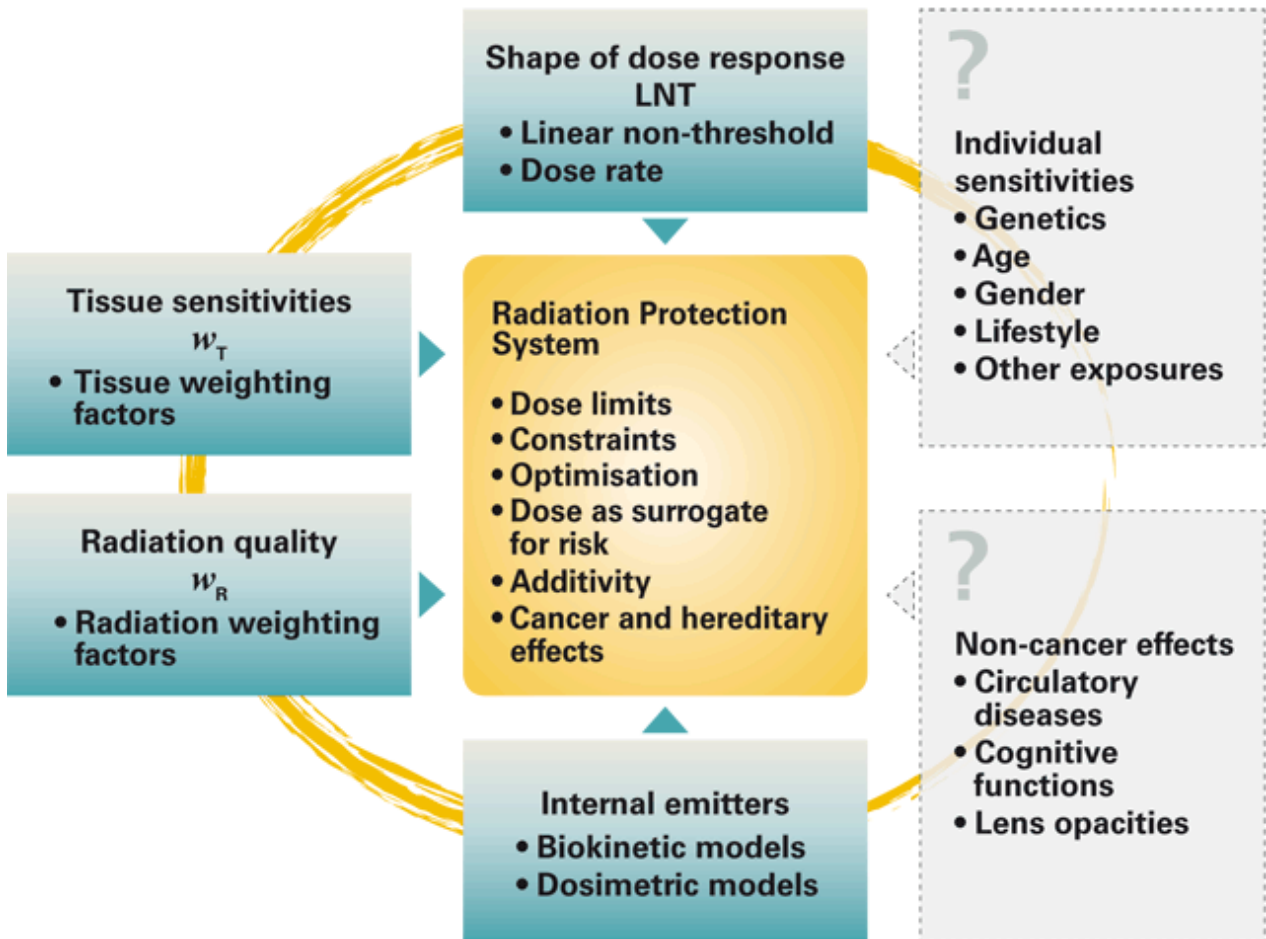 Shape of dose response
LNT
• Linear non-threshold
• Dose rate
?
Individual
sensitivities
• Genetics
• Age
• Gender
• Lifestyle
• Other exposures
Tissue sensitivities
wT
• Tissue weighting
factors
Radiation Protection
System
• Dose limits
• Constraints
• Optimisation
• Dose as surrogate
for risk
• Additivity
• Cancer and hereditary
effects
Radiation quality
wR
• Radiation weighting
factors
?
Non-cancer effects
• Circulatory
diseases
• Cognitive
functions
• Lens opacities
Internal emitters
• Biokinetic models
• Dosimetric models